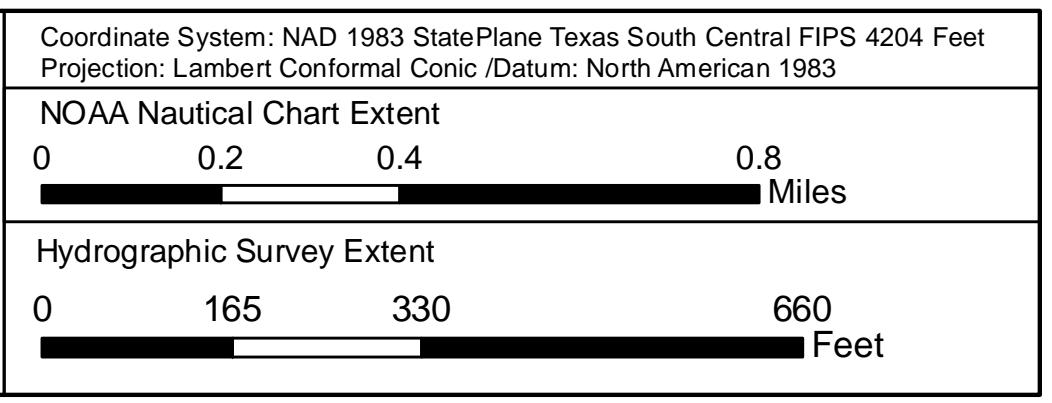 Coordinate System: NAD 1983 StatePlane Texas South Central FIPS 4204 Feet
Projection: Lambert Conformal Conic /Datum: North American 1983
NOAA Nautical Chart Extent
0 0.2 0.4 0.8
Miles
Hydrographic Survey Extent
0 165 330 660
Feet